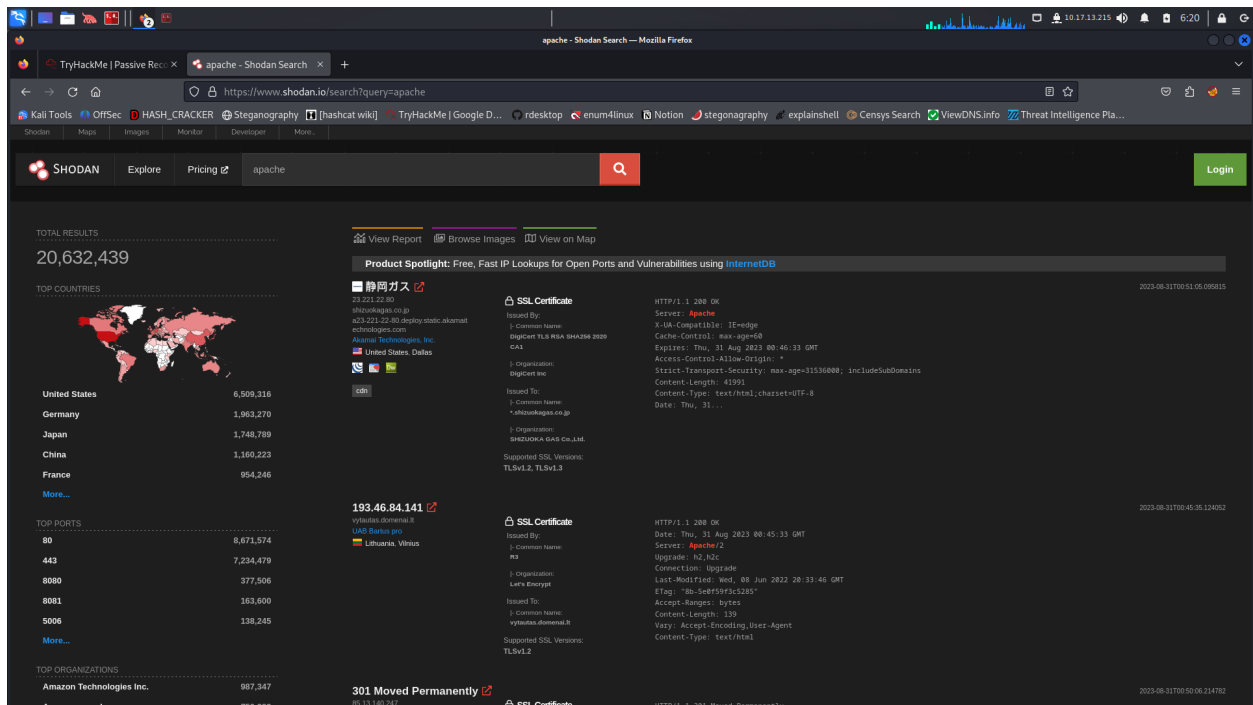 10.17.13.215
6:20
apache - Shodan Search — Mozilla Firefox
TryHackMe | Passive Reco
apache - Shodan Search
https://www.shodan.io/search?query=apache
Kali Tools OffSec HASH_CRACKER Steganography [hashcat wiki] TryHackMe | Google D... rdesktop enum4linux Notion stegonagraphy explainshell Censys Search ViewDNS.info Threat Intelligence Pla...
Shodan Maps Images Monitor Developer More...
SHODAN Explore Pricing apache Login
TOTAL RESULTS
20,632,439
TOP COUNTRIES
United States 6,509,316
Germany 1,963,270
Japan 1,748,789
China 1,160,223
France 954,246
More...
TOP PORTS
80 8,671,574
443 7,234,479
8080 377,506
8081 163,600
5006 138,245
More...
TOP ORGANIZATIONS
Amazon Technologies Inc. 987,347
View Report Browse Images View on Map
Product Spotlight: Free, Fast IP Lookups for Open Ports and Vulnerabilities using InternetDB
静岡ガス
2023-08-31T00:51:05.095815
23.221.22.80
shizuokagas.co.jp
a23-221-22-80.deploy.static.akamait
echnologies.com
Akamai Technologies, Inc.
United States, Dallas
cdn
SSL Certificate
Issued By:
|- Common Name:
DigiCert TLS RSA SHA256 2020
CA1
|- Organization:
DigiCert Inc
Issued To:
|- Common Name:
*.shizuokagas.co.jp
|- Organization:
SHIZUOKA GAS Co.,Ltd.
Supported SSL Versions:
TLSv1.2, TLSv1.3
HTTP/1.1 200 OK
Server: Apache
X-UA-Compatible: IE=edge
Cache-Control: max-age=60
Expires: Thu, 31 Aug 2023 00:46:33 GMT
Access-Control-Allow-Origin: *
Strict-Transport-Security: max-age=31536000; includeSubDomains
Content-Length: 41991
Content-Type: text/html;charset=UTF-8
Date: Thu, 31...
193.46.84.141
2023-08-31T00:45:35.124052
vytautas.domenai.lt
UAB Bartus pro
Lithuania, Vilnius
SSL Certificate
Issued By:
|- Common Name:
R3
|- Organization:
Let's Encrypt
Issued To:
|- Common Name:
vytautas.domenai.lt
Supported SSL Versions:
TLSv1.2
HTTP/1.1 200 OK
Date: Thu, 31 Aug 2023 00:45:33 GMT
Server: Apache/2
Upgrade: h2,h2c
Connection: Upgrade
Last-Modified: Wed, 08 Jun 2022 20:33:46 GMT
ETag: "8b-5e0f59f3c5285"
Accept-Ranges: bytes
Content-Length: 139
Vary: Accept-Encoding,User-Agent
Content-Type: text/html
301 Moved Permanently
2023-08-31T00:50:06.214782
85.13.140.247
SSL Certificate
HTTP/1.1 301 Moved Permanently